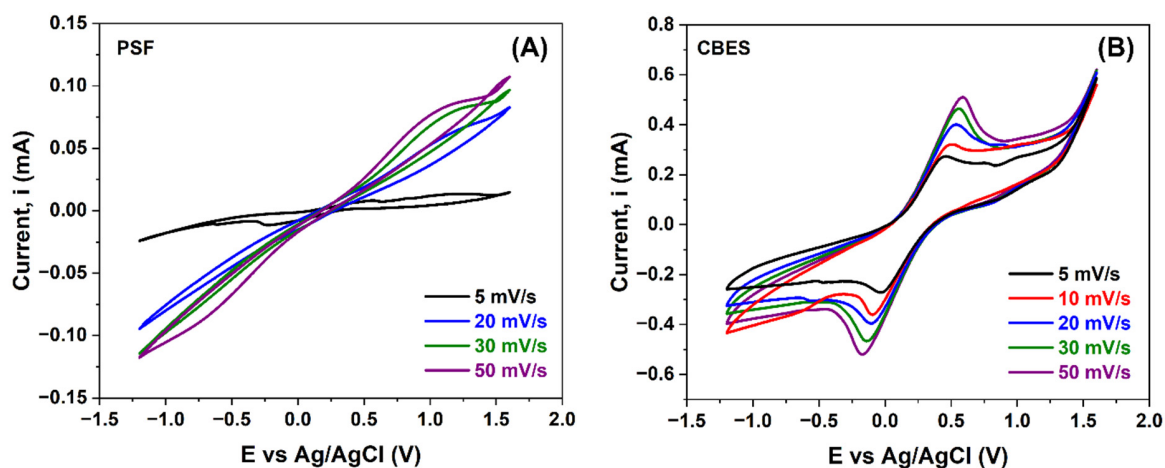 PSF
(A)
Current, i (mA)
0.15
0.10
0.05
0.00
−0.05
−0.10
−0.15
5 mV/s
20 mV/s
30 mV/s
50 mV/s
−1.5 −1.0 −0.5 0.0 0.5 1.0 1.5 2.0
E vs Ag/AgCl (V)
CBES
(B)
Current, i (mA)
0.8
0.6
0.4
0.2
0.0
−0.2
−0.4
−0.6
5 mV/s
10 mV/s
20 mV/s
30 mV/s
50 mV/s
−1.5 −1.0 −0.5 0.0 0.5 1.0 1.5 2.0
E vs Ag/AgCl (V)